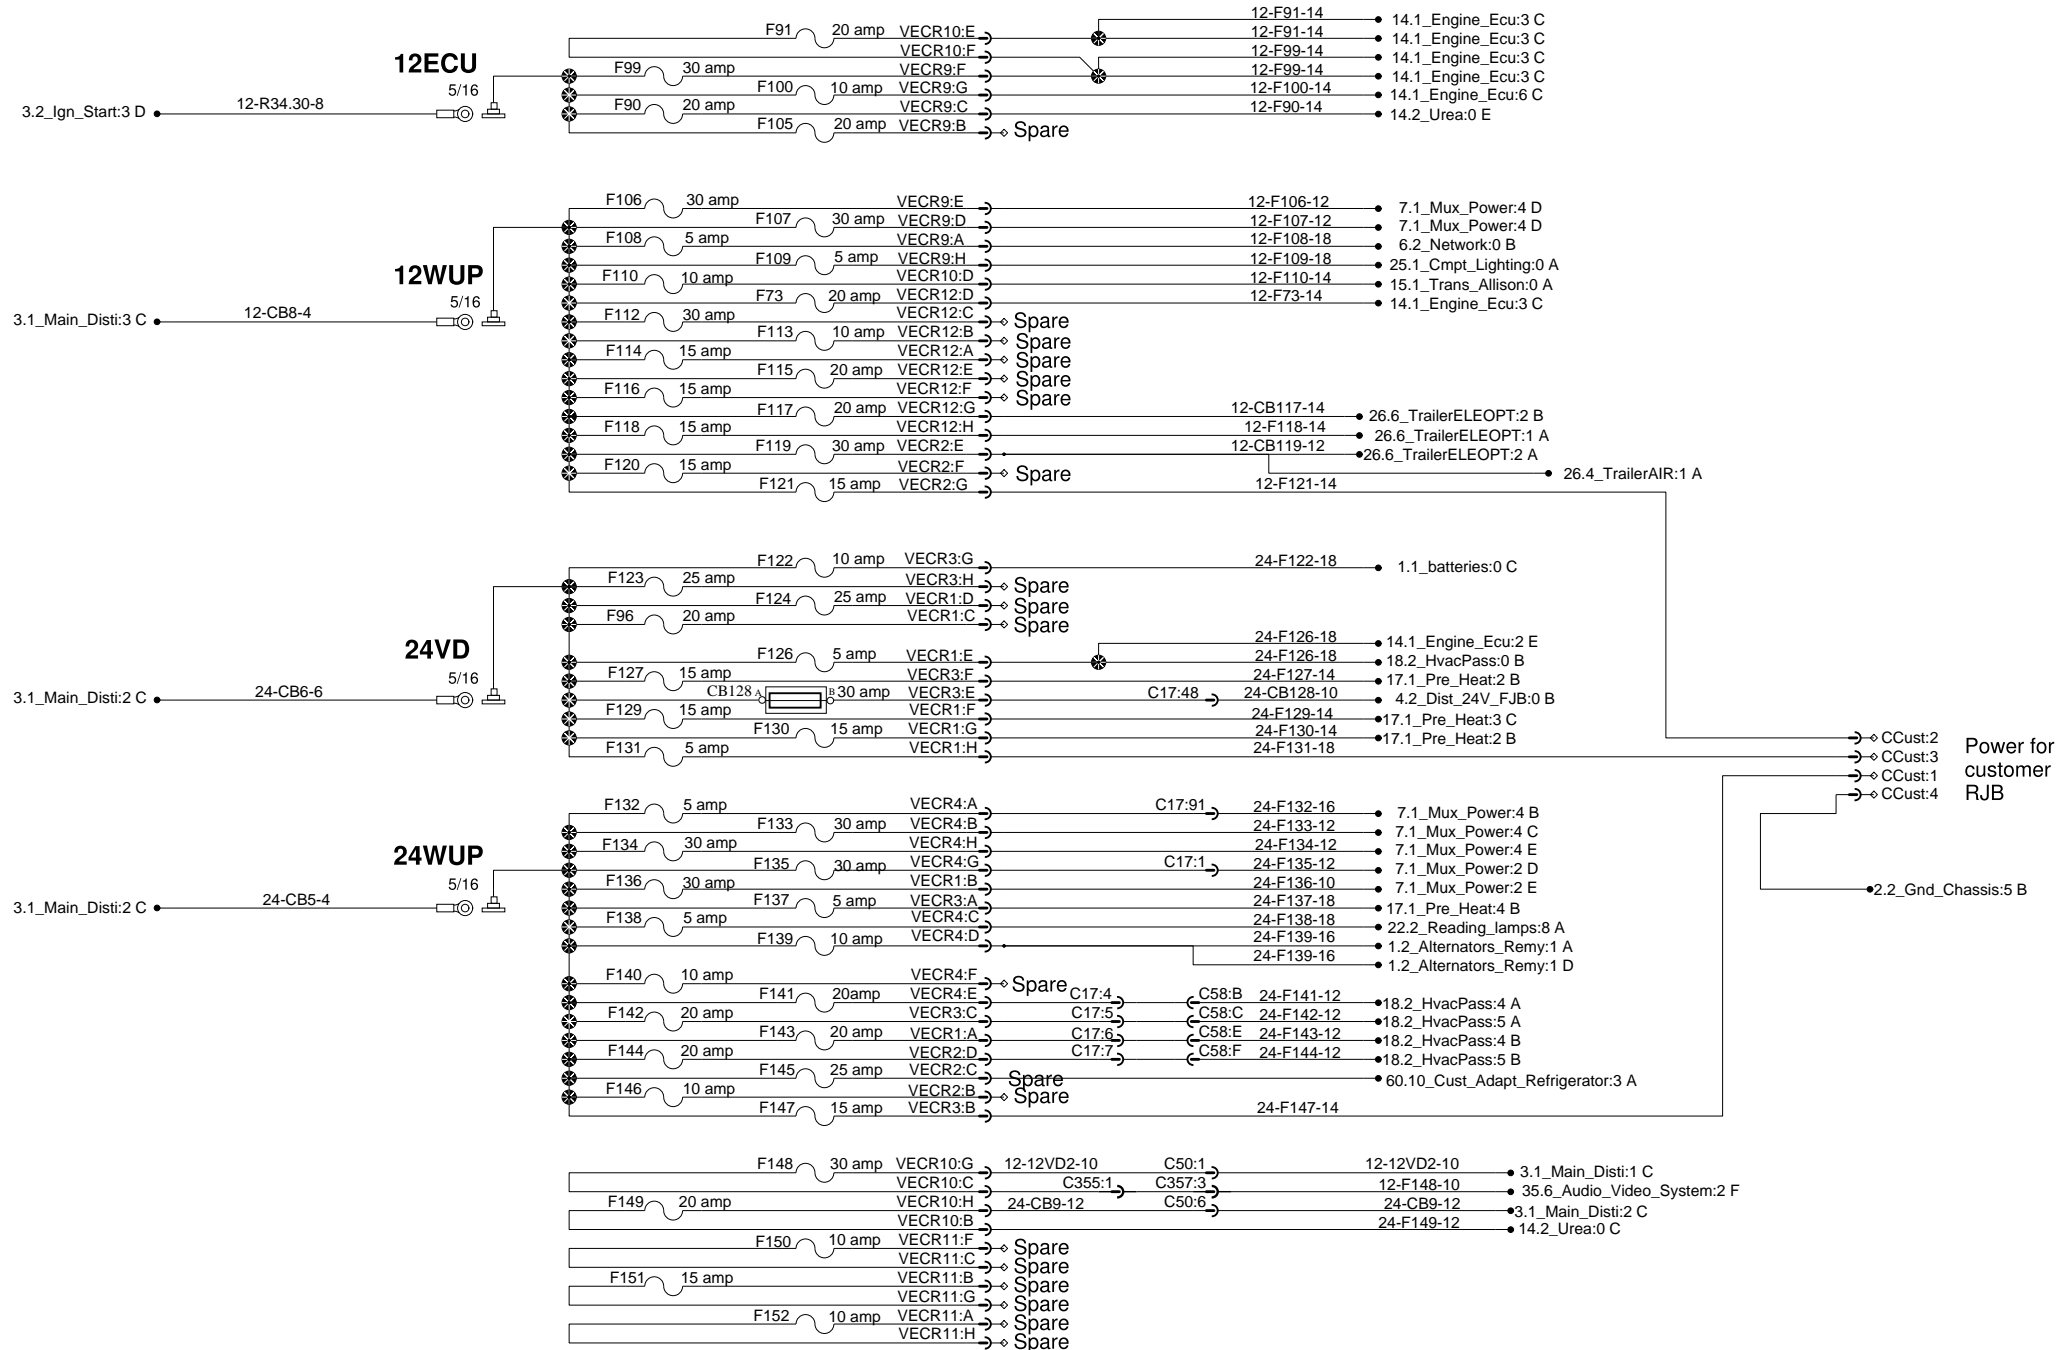 F91 20 amp VECR10:E 12-F91-14 14.1_Engine_Ecu:3 C
12-F91-14 14.1_Engine_Ecu:3 C
VECR10:F 12-F99-14 14.1_Engine_Ecu:3 C
12ECU
F99 30 amp VECR9:F 12-F99-14 14.1_Engine_Ecu:3 C
5/16
F100 10 amp VECR9:G 12-F100-14 14.1_Engine_Ecu:6 C
3.2_Ign_Start:3 D 12-R34.30-8
F90 20 amp VECR9:C 12-F90-14 14.2_Urea:0 E
F105 20 amp VECR9:B Spare
F106 30 amp VECR9:E 12-F106-12 7.1_Mux_Power:4 D
F107 30 amp VECR9:D 12-F107-12 7.1_Mux_Power:4 D
F108 5 amp VECR9:A 12-F108-18 6.2_Network:0 B
F109 5 amp VECR9:H 12-F109-18 25.1_Cmpt_Lighting:0 A
12WUP
F110 10 amp VECR10:D 12-F110-14 15.1_Trans_Allison:0 A
5/16
F73 20 amp VECR12:D 12-F73-14 14.1_Engine_Ecu:3 C
3.1_Main_Disti:3 C 12-CB8-4
F112 30 amp VECR12:C Spare
F113 10 amp VECR12:B Spare
F114 15 amp VECR12:A Spare
F115 20 amp VECR12:E Spare
F116 15 amp VECR12:F Spare
F117 20 amp VECR12:G 12-CB117-14 26.6_TrailerELEOPT:2 B
F118 15 amp VECR12:H 12-F118-14 26.6_TrailerELEOPT:1 A
F119 30 amp VECR2:E 12-CB119-12 26.6_TrailerELEOPT:2 A
F120 15 amp VECR2:F Spare 26.4_TrailerAIR:1 A
F121 15 amp VECR2:G 12-F121-14
F122 10 amp VECR3:G 24-F122-18 1.1_batteries:0 C
F123 25 amp VECR3:H Spare
F124 25 amp VECR1:D Spare
F96 20 amp VECR1:C Spare
24-F126-18 14.1_Engine_Ecu:2 E
24VD
F126 5 amp VECR1:E 24-F126-18 18.2_HvacPass:0 B
5/16
F127 15 amp VECR3:F 24-F127-14 17.1_Pre_Heat:2 B
3.1_Main_Disti:2 C 24-CB6-6
CB128 A B 30 amp VECR3:E C17:48 24-CB128-10 4.2_Dist_24V_FJB:0 B
F129 15 amp VECR1:F 24-F129-14 17.1_Pre_Heat:3 C
F130 15 amp VECR1:G 24-F130-14 17.1_Pre_Heat:2 B
F131 5 amp VECR1:H 24-F131-18
CCust:2
CCust:3
CCust:1
CCust:4
Power for
customer
RJB
F132 5 amp VECR4:A C17:91 24-F132-16 7.1_Mux_Power:4 B
F133 30 amp VECR4:B 24-F133-12 7.1_Mux_Power:4 C
F134 30 amp VECR4:H 24-F134-12 7.1_Mux_Power:4 E
24WUP
F135 30 amp VECR4:G C17:1 24-F135-12 7.1_Mux_Power:2 D
5/16
F136 30 amp VECR1:B 24-F136-10 7.1_Mux_Power:2 E
2.2_Gnd_Chassis:5 B
3.1_Main_Disti:2 C 24-CB5-4
F137 5 amp VECR3:A 24-F137-18 17.1_Pre_Heat:4 B
F138 5 amp VECR4:C 24-F138-18 22.2_Reading_lamps:8 A
F139 10 amp VECR4:D 24-F139-16 1.2_Alternators_Remy:1 A
24-F139-16 1.2_Alternators_Remy:1 D
F140 10 amp VECR4:F Spare
F141 20amp VECR4:E C17:4 C58:B 24-F141-12 18.2_HvacPass:4 A
F142 20 amp VECR3:C C17:5 C58:C 24-F142-12 18.2_HvacPass:5 A
F143 20 amp VECR1:A C17:6 C58:E 24-F143-12 18.2_HvacPass:4 B
F144 20 amp VECR2:D C17:7 C58:F 24-F144-12 18.2_HvacPass:5 B
F145 25 amp VECR2:C Spare 60.10_Cust_Adapt_Refrigerator:3 A
F146 10 amp VECR2:B Spare
F147 15 amp VECR3:B 24-F147-14
F148 30 amp VECR10:G 12-12VD2-10 C50:1 12-12VD2-10 3.1_Main_Disti:1 C
VECR10:C C355:1 C357:3 12-F148-10 35.6_Audio_Video_System:2 F
F149 20 amp VECR10:H 24-CB9-12 C50:6 24-CB9-12 3.1_Main_Disti:2 C
VECR10:B 24-F149-12 14.2_Urea:0 C
F150 10 amp VECR11:F Spare
VECR11:C Spare
F151 15 amp VECR11:B Spare
VECR11:G Spare
F152 10 amp VECR11:A Spare
VECR11:H Spare